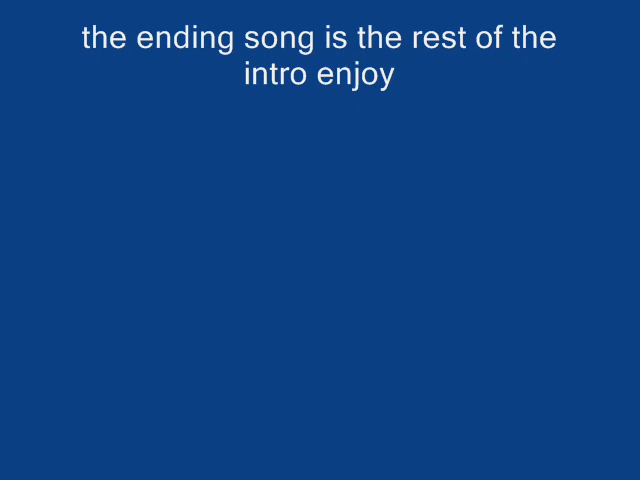 the ending song is the rest of the
intro enjoy